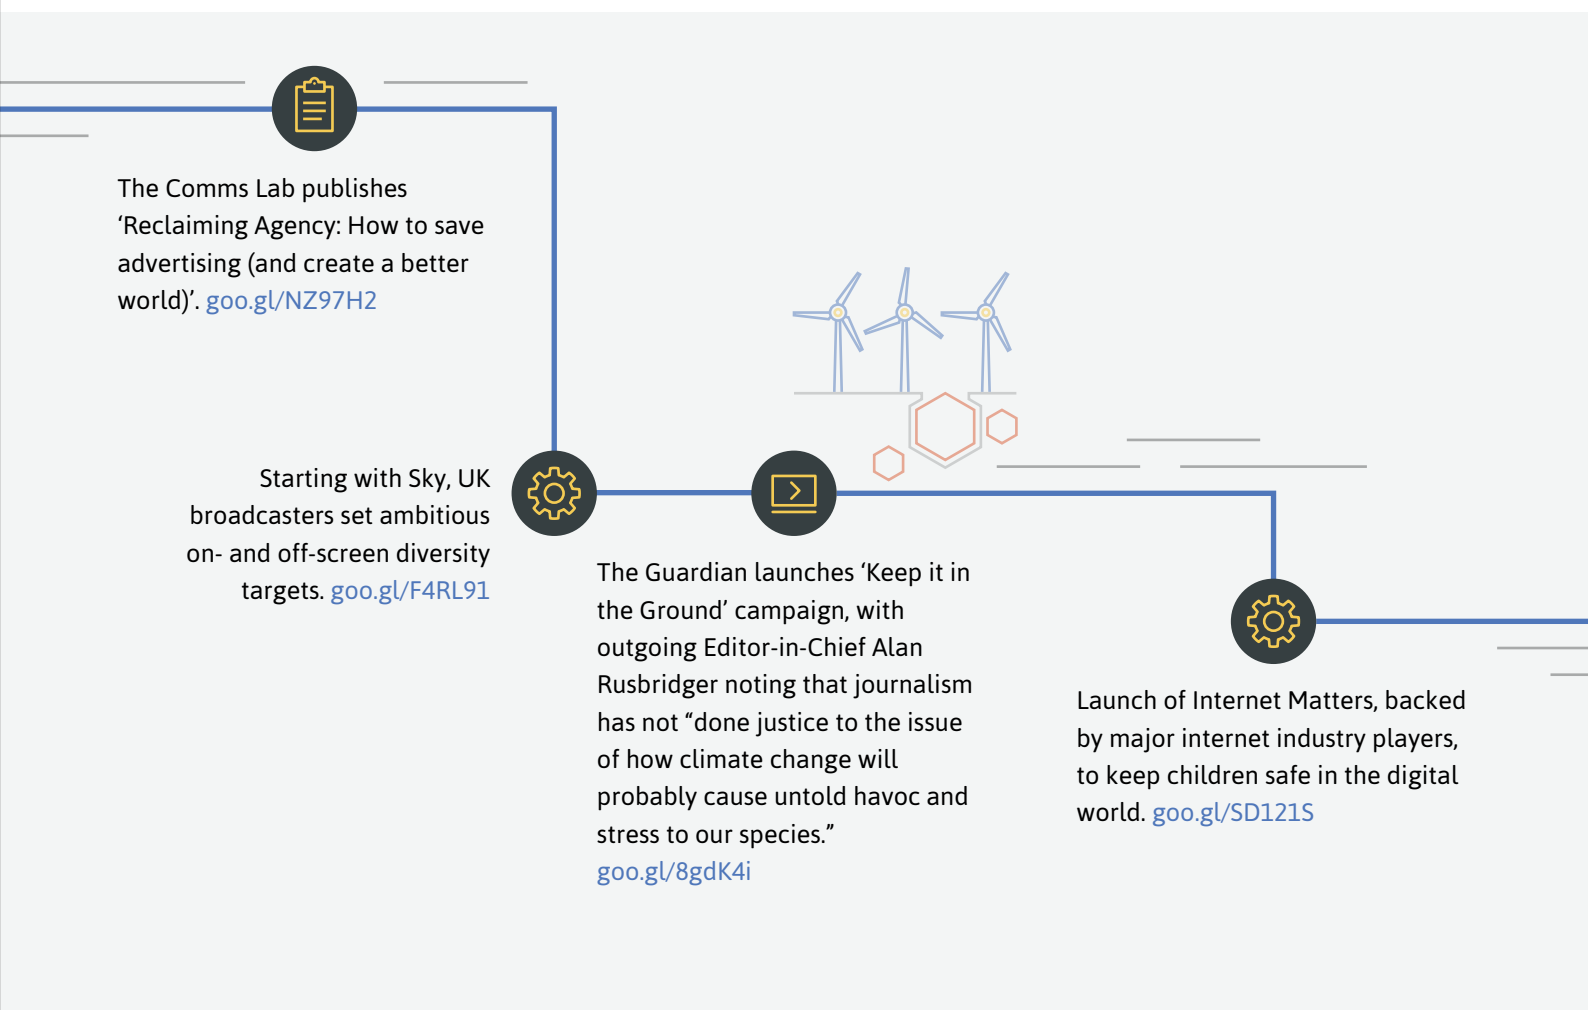 The Comms Lab publishes
‘Reclaiming Agency: How to save
advertising (and create a better
world)’. goo.gl/NZ97H2
Starting with Sky, UK
broadcasters set ambitious
on- and off-screen diversity
targets. goo.gl/F4RL91
The Guardian launches ‘Keep it in
the Ground’ campaign, with
outgoing Editor-in-Chief Alan
Rusbridger noting that journalism
has not “done justice to the issue
of how climate change will
probably cause untold havoc and
stress to our species.”
goo.gl/8gdK4i
Launch of Internet Matters, backed
by major internet industry players,
to keep children safe in the digital
world. goo.gl/SD121S